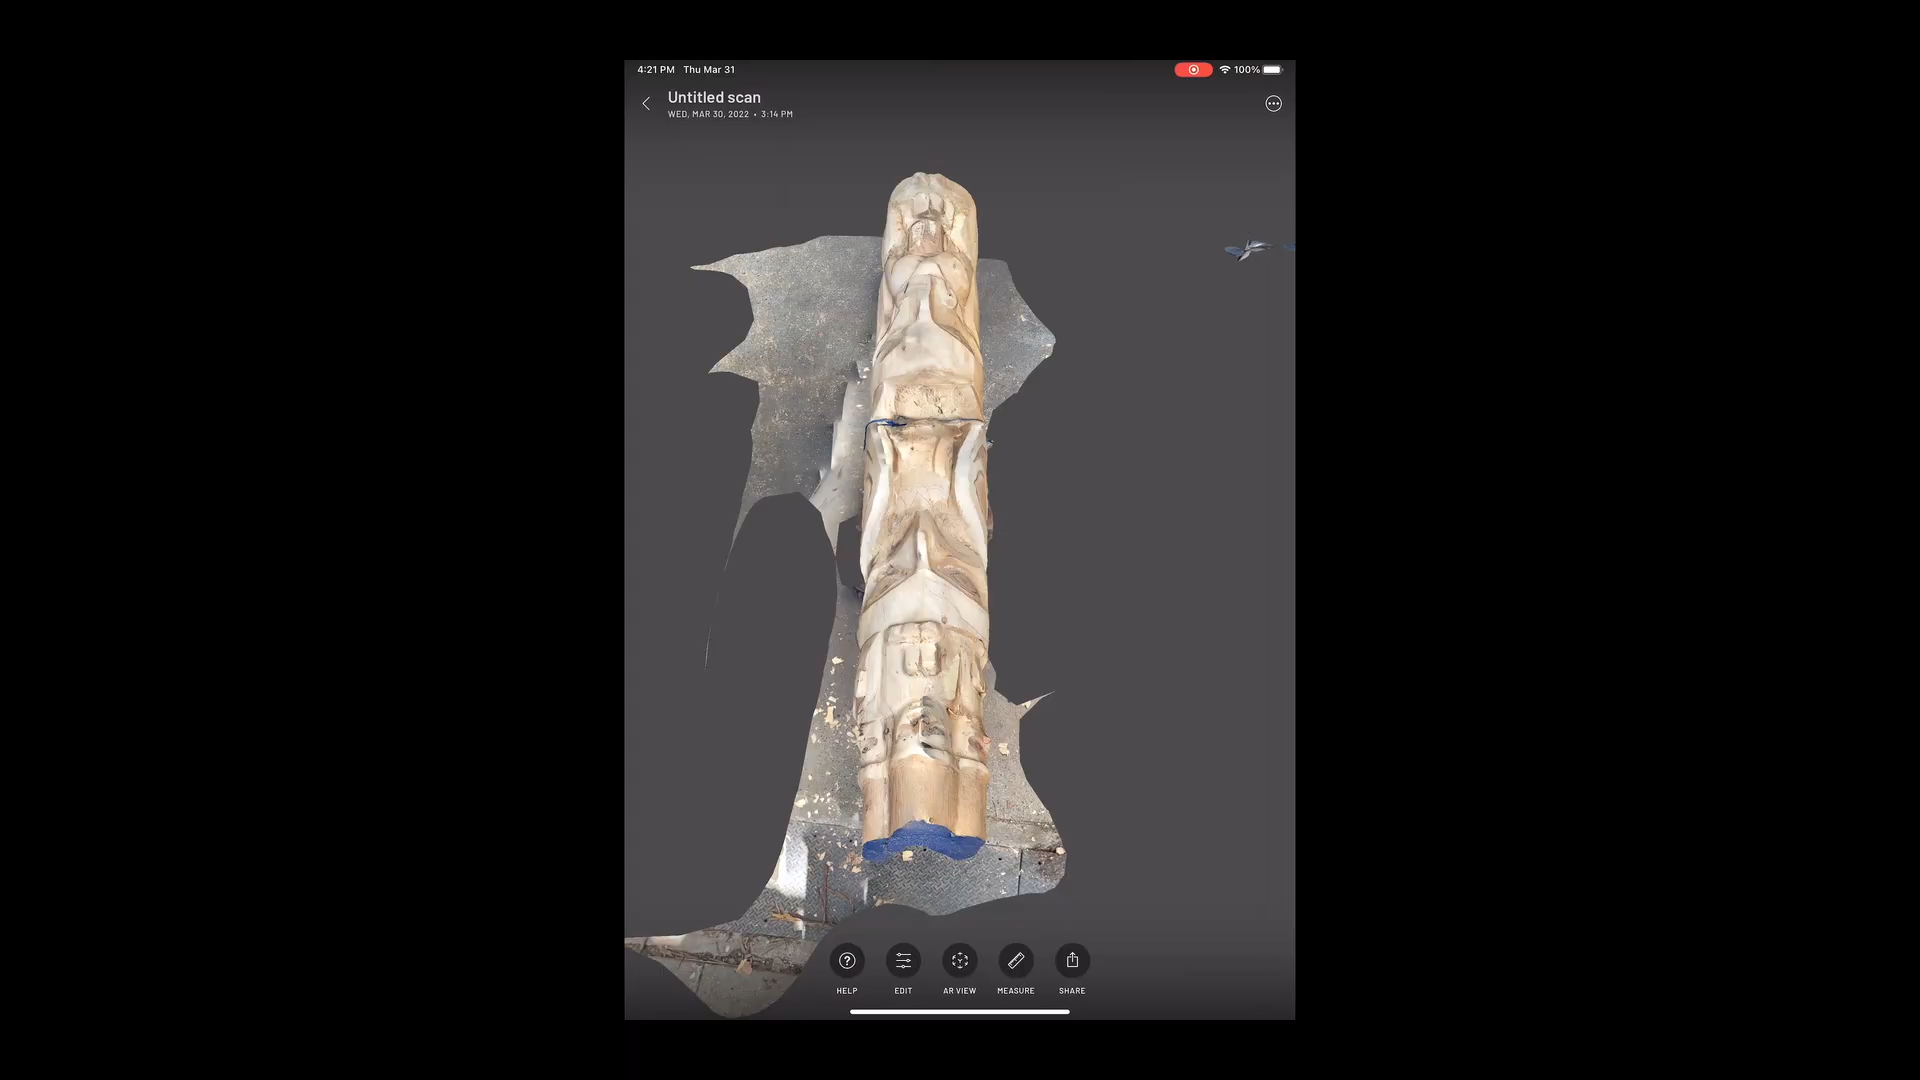 4:21 PM Thu Mar 31
100%
Untitled scan
WED, MAR 30, 2022 • 3:14 PM
HELP
EDIT
AR VIEW
MEASURE
SHARE